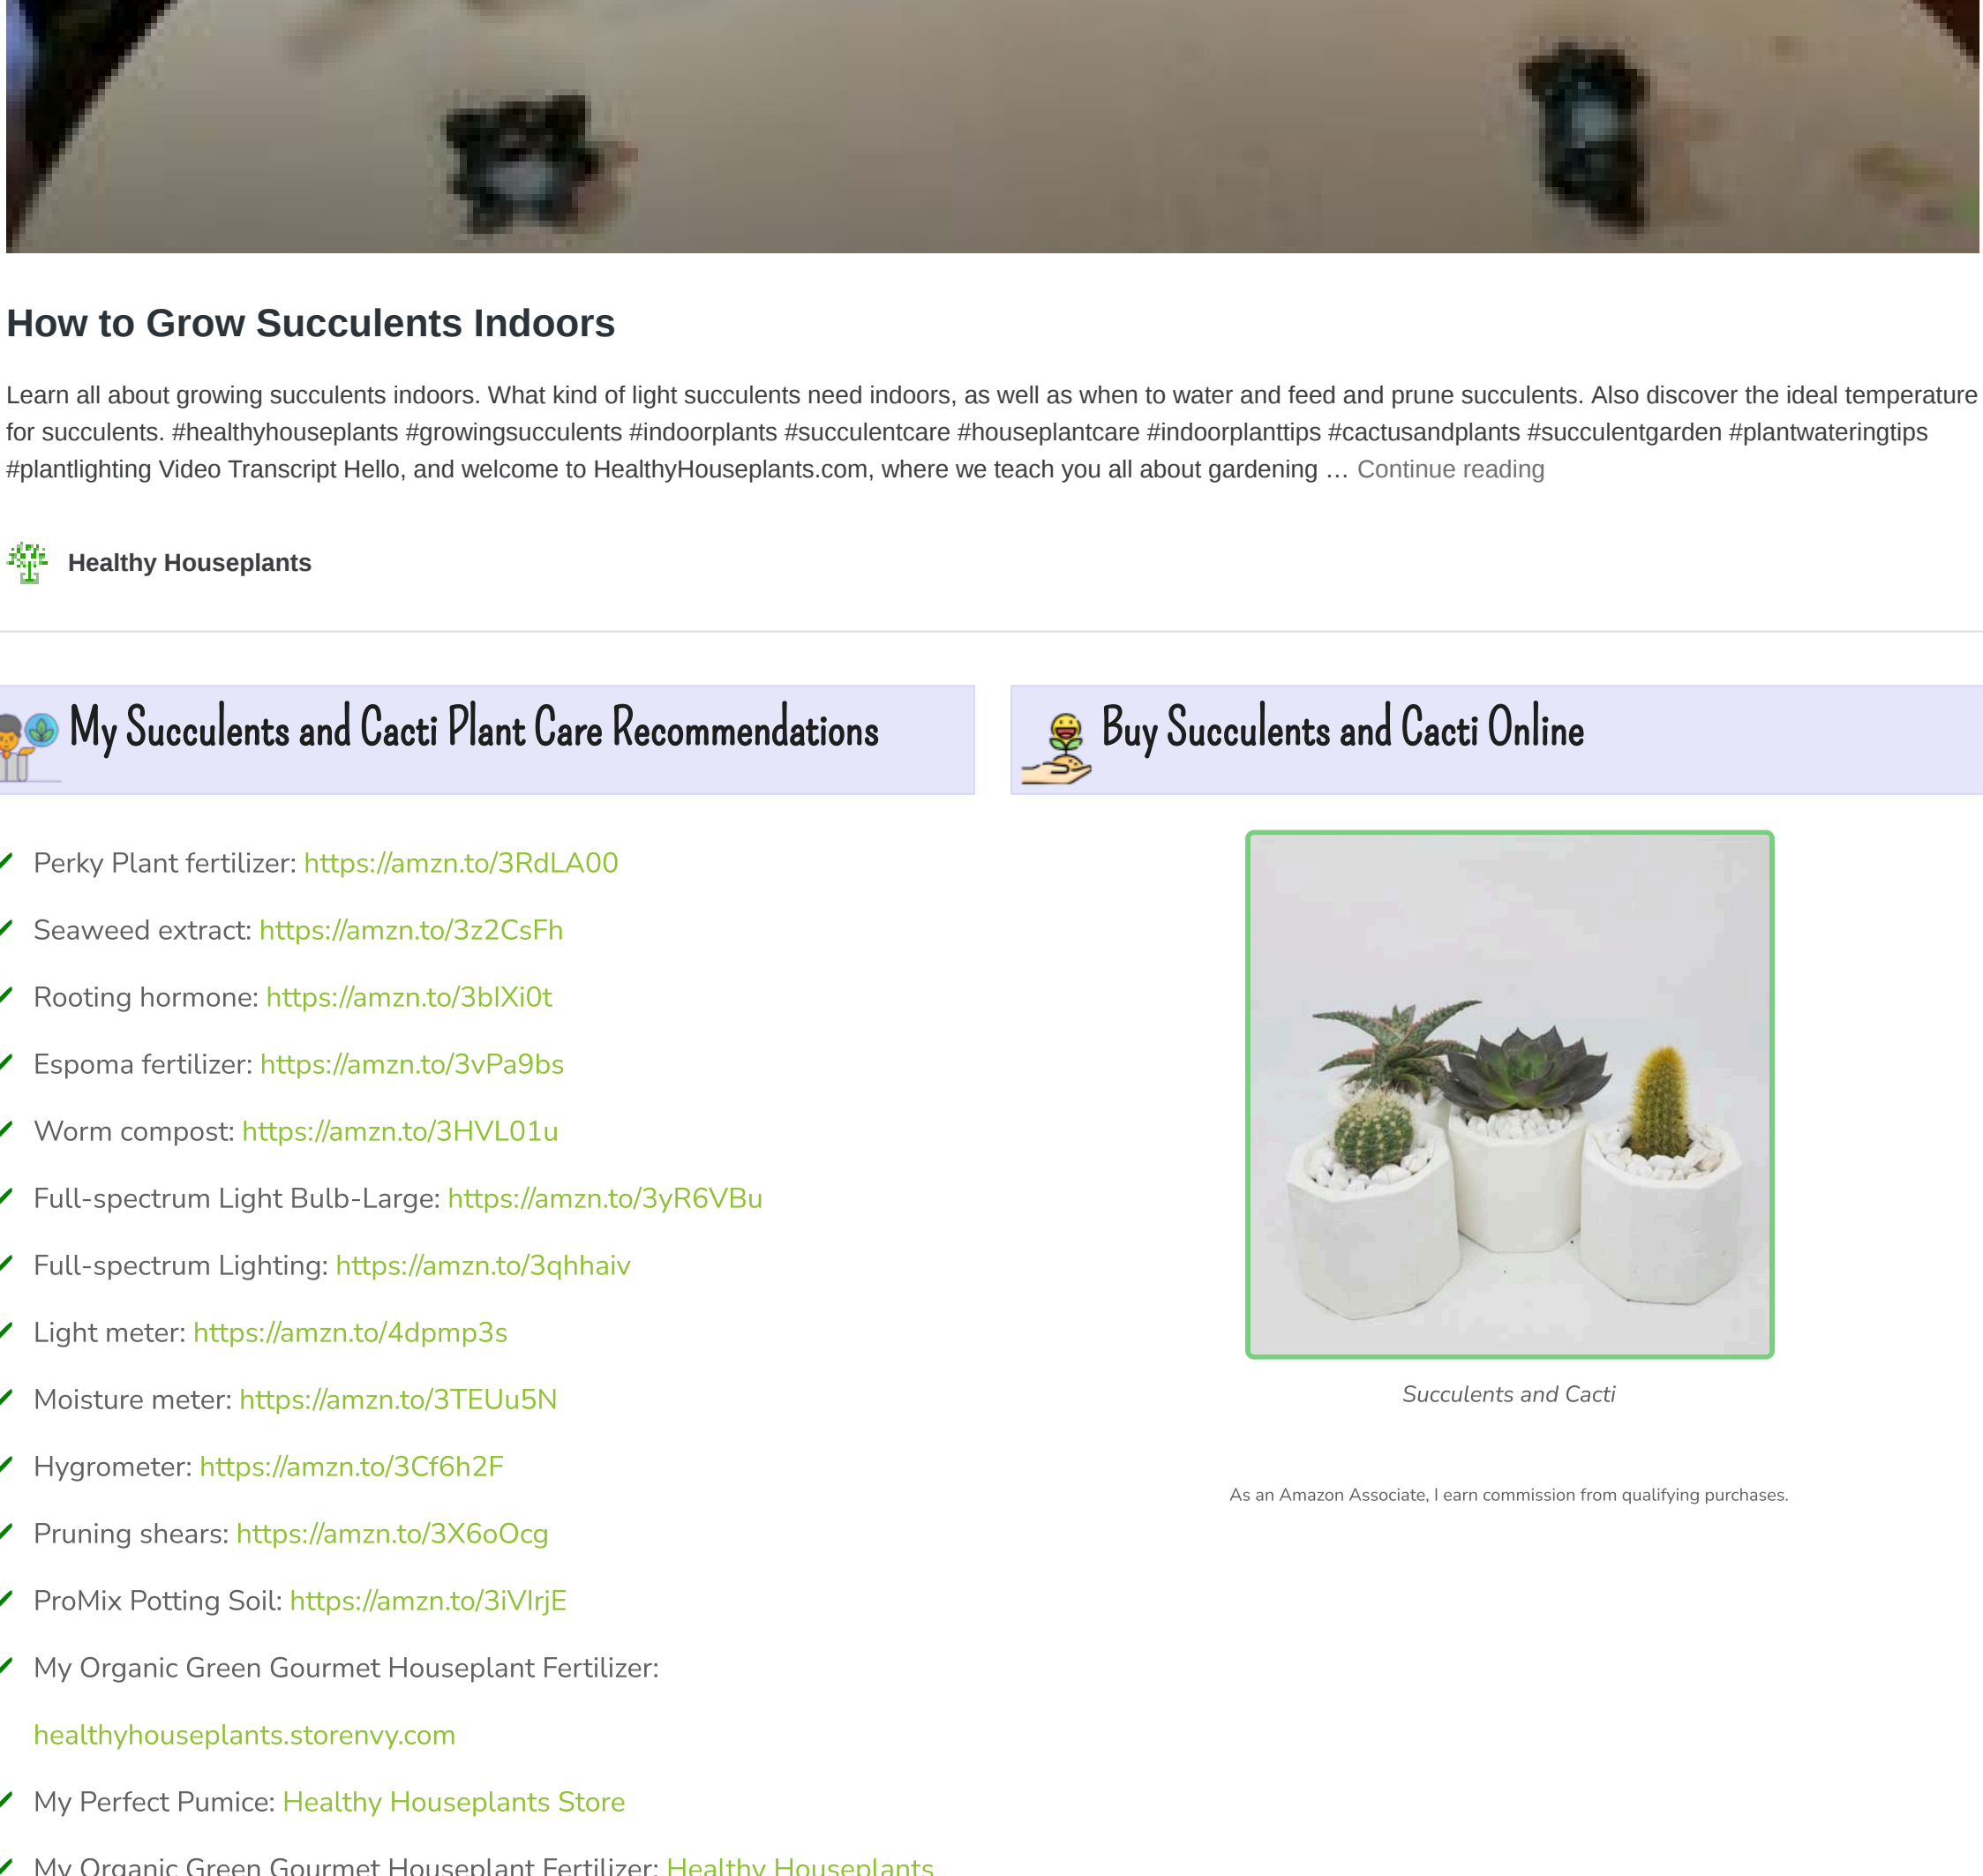 How to Grow Succulents Indoors
Learn all about growing succulents indoors. What kind of light succulents need indoors, as well as when to water and feed and prune succulents. Also discover the ideal temperature
for succulents. #healthyhouseplants #growingsucculents #indoorplants #succulentcare #houseplantcare #indoorplanttips #cactusandplants #succulentgarden #plantwateringtips
#plantlighting Video Transcript Hello, and welcome to HealthyHouseplants.com, where we teach you all about gardening … Continue reading
Healthy Houseplants
My Succulents and Cacti Plant Care Recommendations
Perky Plant fertilizer: https://amzn.to/3RdLA00
Seaweed extract: https://amzn.to/3z2CsFh
Rooting hormone: https://amzn.to/3blXi0t
Espoma fertilizer: https://amzn.to/3vPa9bs
Worm compost: https://amzn.to/3HVL01u
Full-spectrum Light Bulb-Large: https://amzn.to/3yR6VBu
Full-spectrum Lighting: https://amzn.to/3qhhaiv
Light meter: https://amzn.to/4dpmp3s
Moisture meter: https://amzn.to/3TEUu5N
Hygrometer: https://amzn.to/3Cf6h2F
Pruning shears: https://amzn.to/3X6oOcg
ProMix Potting Soil: https://amzn.to/3iVIrjE
My Organic Green Gourmet Houseplant Fertilizer:
healthyhouseplants.storenvy.com
My Perfect Pumice: Healthy Houseplants Store
My Organic Green Gourmet Houseplant Fertilizer: Healthy Houseplants
Buy Succulents and Cacti Online
Succulents and Cacti
As an Amazon Associate, I earn commission from qualifying purchases.